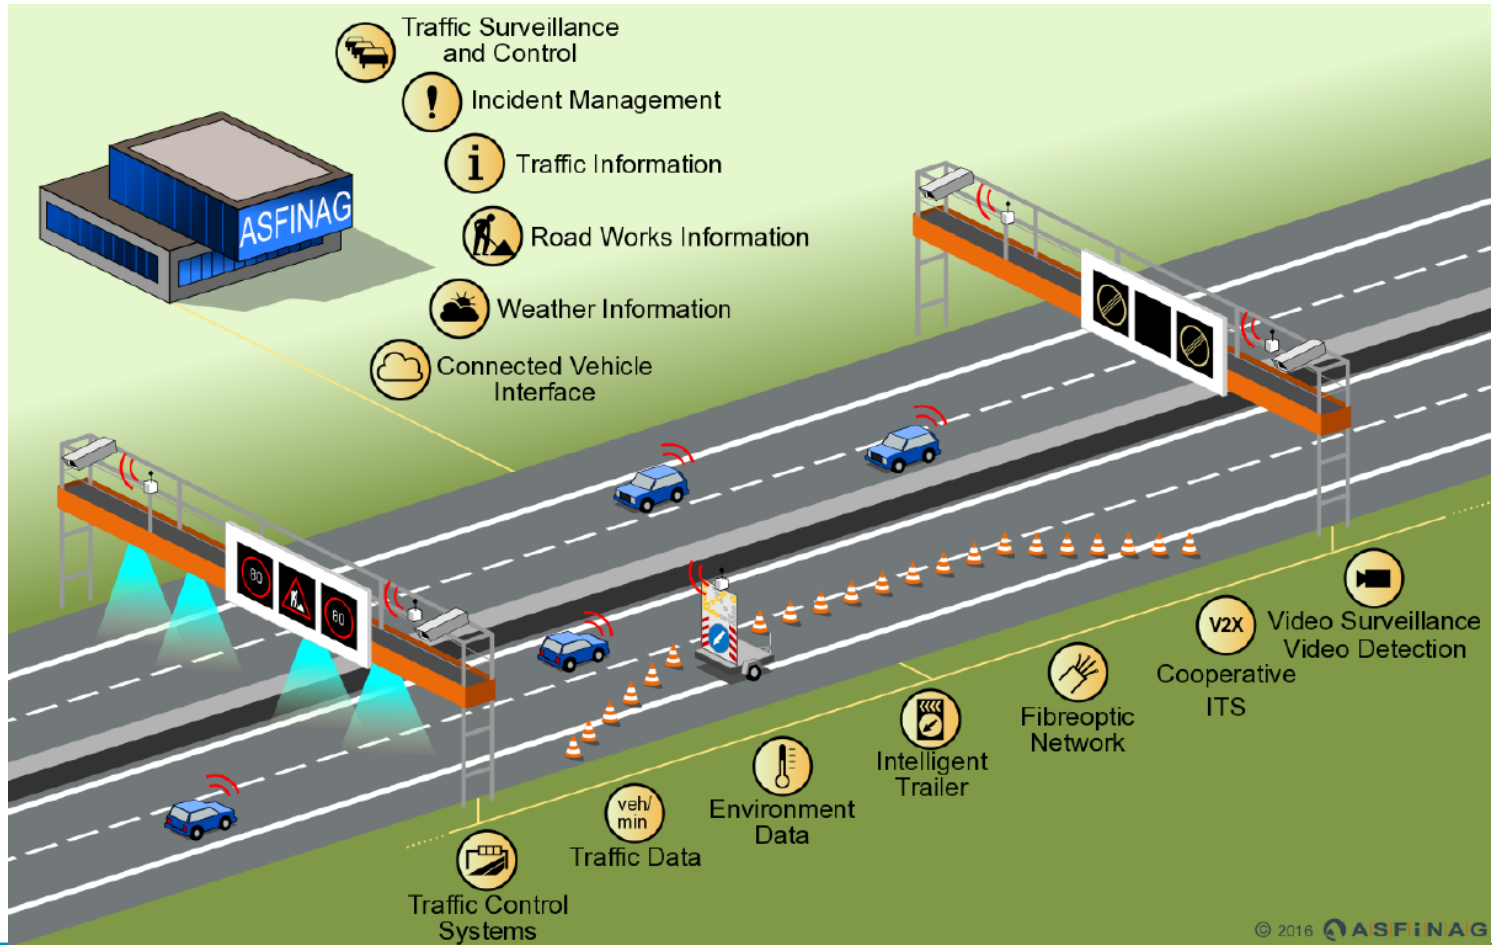 Traffic Surveillance
and Control
Incident Management
i
Traffic Information
ASFINAG
Road Works Information
Weather Information
Connected Vehicle
Interface
80
80
V2X
Video Surveillance
Video Detection
Cooperative
ITS
Fibreoptic
Network
Intelligent
Trailer
Environment
Data
veh/
min
Traffic Data
Traffic Control
Systems
© 2016 ASFiNAG